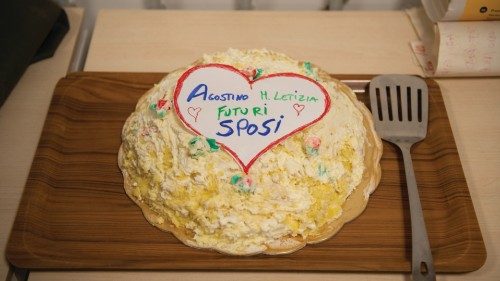 AGOSTINO M. LETIZIA
FUTURI
SPOSI